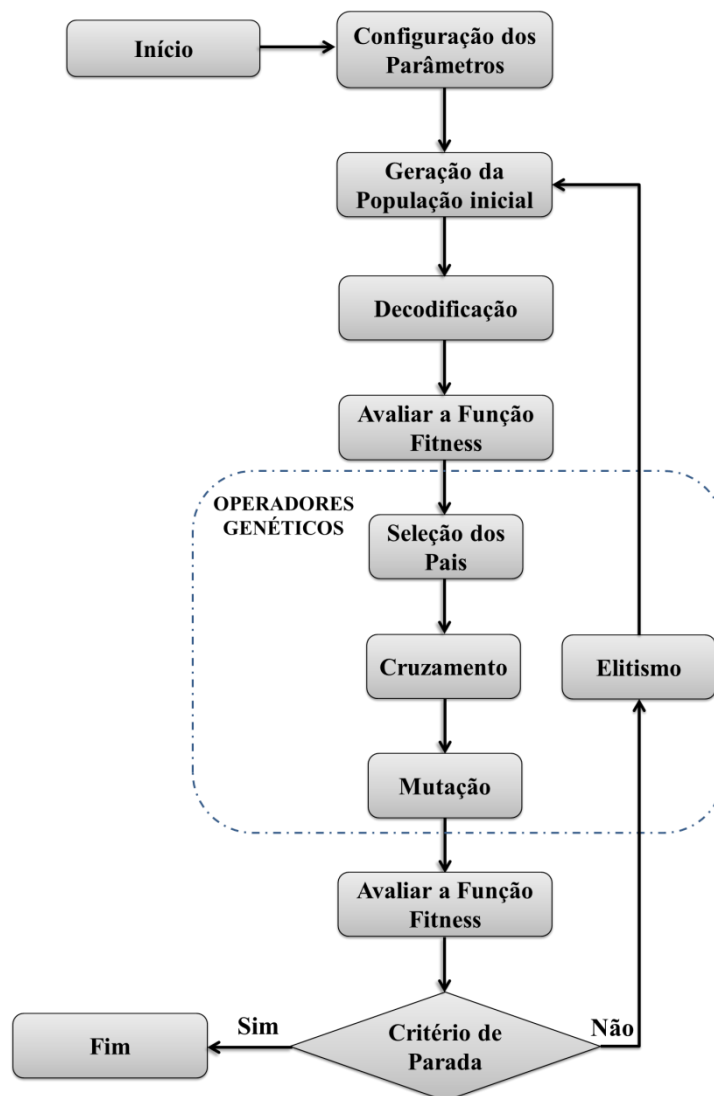 Início
Configuração dos
Parâmetros
Geração da
População inicial
Decodificação
Avaliar a Função
Fitness
OPERADORES
GENÉTICOS
Seleção dos
Pais
Cruzamento
Elitismo
Mutação
Avaliar a Função
Fitness
Sim
Não
Critério de
Parada
Fim